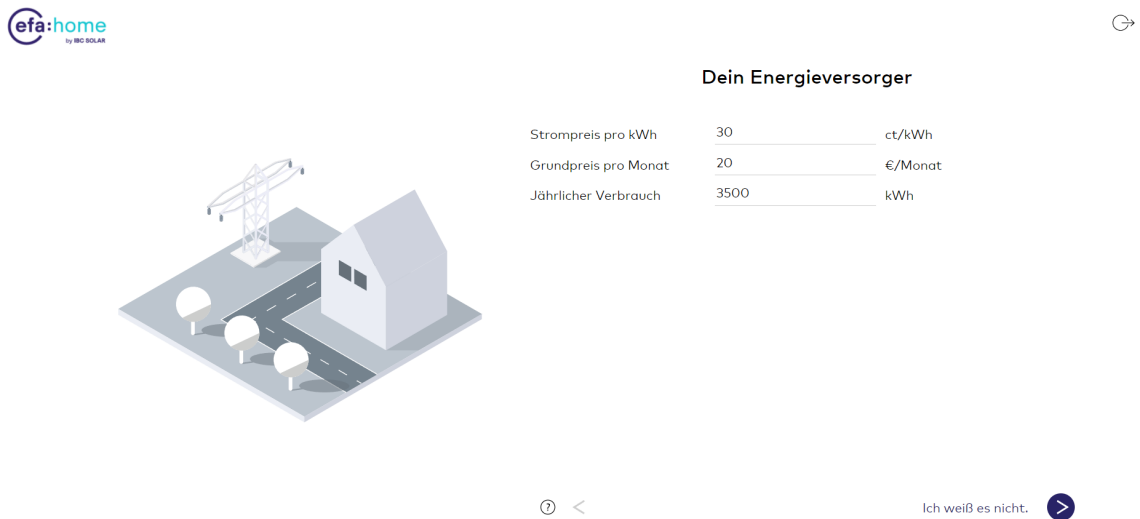 efa:home
by IBC SOLAR
Dein Energieversorger
Strompreis pro kWh 30 ct/kWh
Grundpreis pro Monat 20 €/Monat
Jährlicher Verbrauch 3500 kWh
? < Ich weiß es nicht. >